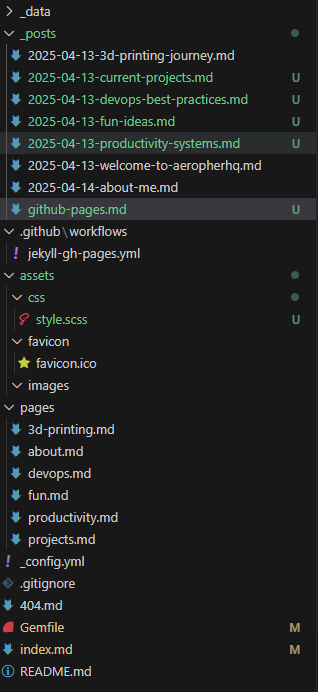 _data
_posts
2025-04-13-3d-printing-journey.md
2025-04-13-current-projects.md U
2025-04-13-devops-best-practices.md U
2025-04-13-fun-ideas.md U
2025-04-13-productivity-systems.md U
2025-04-13-welcome-to-aeropherhq.md
2025-04-14-about-me.md
github-pages.md U
.github\workflows
! jekyll-gh-pages.yml
assets
css
style.scss U
favicon
favicon.ico
images
pages
3d-printing.md
about.md
devops.md
fun.md
productivity.md
projects.md
! _config.yml
.gitignore
404.md
Gemfile M
index.md M
README.md